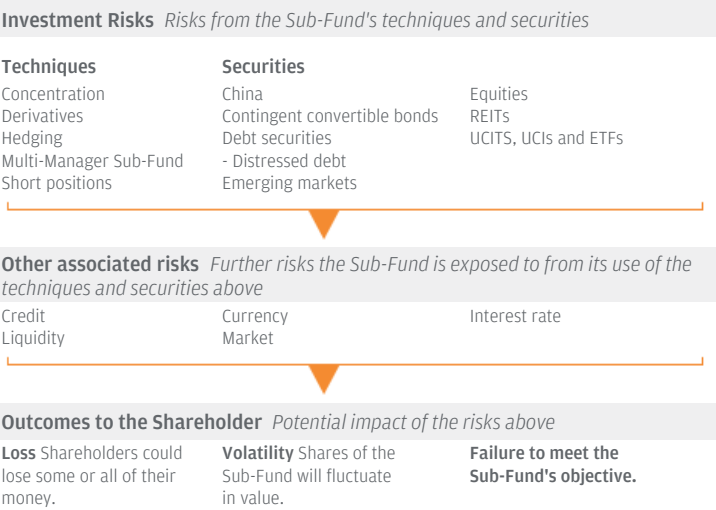 Investment Risks Risks from the Sub-Fund's techniques and securities
Techniques
Concentration
Derivatives
Hedging
Multi-Manager Sub-Fund
Short positions
Securities
China
Contingent convertible bonds
Debt securities
- Distressed debt
Emerging markets
Equities
REITs
UCITS, UCIs and ETFs
Other associated risks Further risks the Sub-Fund is exposed to from its use of the
techniques and securities above
Credit
Liquidity
Currency
Market
Interest rate
Outcomes to the Shareholder Potential impact of the risks above
Loss Shareholders could
lose some or all of their
money.
Volatility Shares of the
Sub-Fund will fluctuate
in value.
Failure to meet the
Sub-Fund's objective.